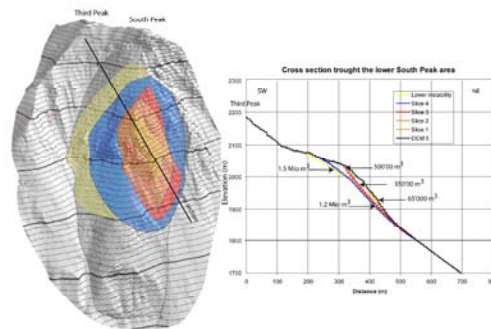 Third Peak
South Peak
Section
Cross section trought the lower South Peak area
SW
NE
Third Peak
Lower instability
Slice 4
Slice 3
Slice 2
Slice 1
DEM 5
2300
2200
2100
2000
1900
1800
1700
Elevation (m)
1.5 Mio m³
500'00 m³
350'00 m³
65'000 m³
1.2 Mio m³
0 100 200 300 400 500 600 700
Distance (m)